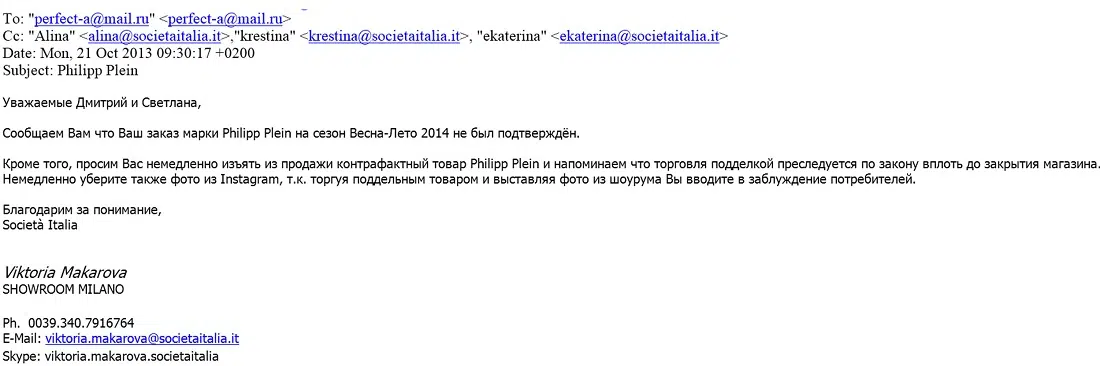 To: "perfect-a@mail.ru" <perfect-a@mail.ru>
Cc: "Alina" <alina@societaitalia.it>,"krestina" <krestina@societaitalia.it>, "ekaterina" <ekaterina@societaitalia.it>
Date: Mon, 21 Oct 2013 09:30:17 +0200
Subject: Philipp Plein
Уважаемые Дмитрий и Светлана,
Сообщаем Вам что Ваш заказ марки Philipp Plein на сезон Весна-Лето 2014 не был подтверждён.
Кроме того, просим Вас немедленно изъять из продажи контрафактный товар Philipp Plein и напоминаем что торговля подделкой преследуется по закону вплоть до закрытия магазина.
Немедленно уберите также фото из Instagram, т.к. торгуя поддельным товаром и выставляя фото из шоурума Вы вводите в заблуждение потребителей.
Благодарим за понимание,
Società Italia
Viktoria Makarova
SHOWROOM MILANO
Ph.  0039.340.7916764
E-Mail: viktoria.makarova@societaitalia.it
Skype: viktoria.makarova.societaitalia